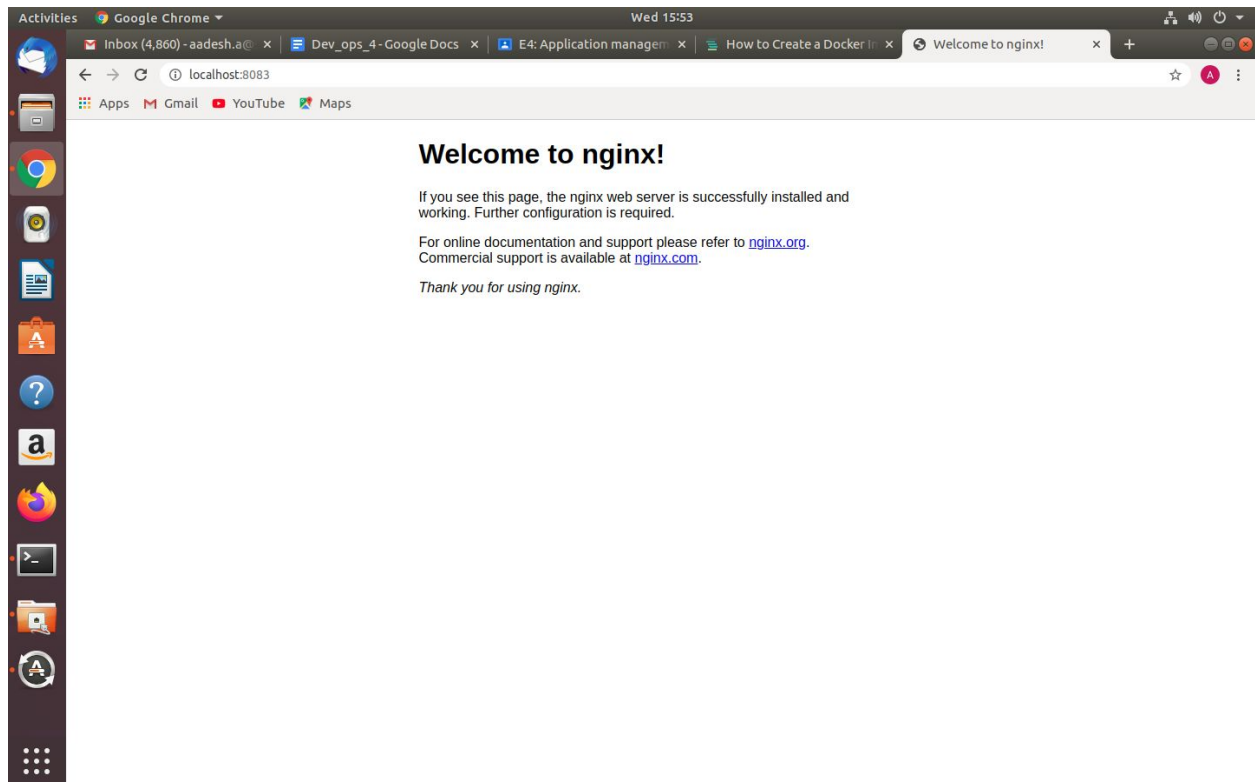 Activities Google Chrome Wed 15:53
Inbox (4,860) - aadesh.a@ Dev_ops_4 - Google Docs E4: Application managem How to Create a Docker I Welcome to nginx!
localhost:8083 A
Apps Gmail YouTube Maps
Welcome to nginx!
If you see this page, the nginx web server is successfully installed and
working. Further configuration is required.
For online documentation and support please refer to nginx.org.
Commercial support is available at nginx.com.
Thank you for using nginx.